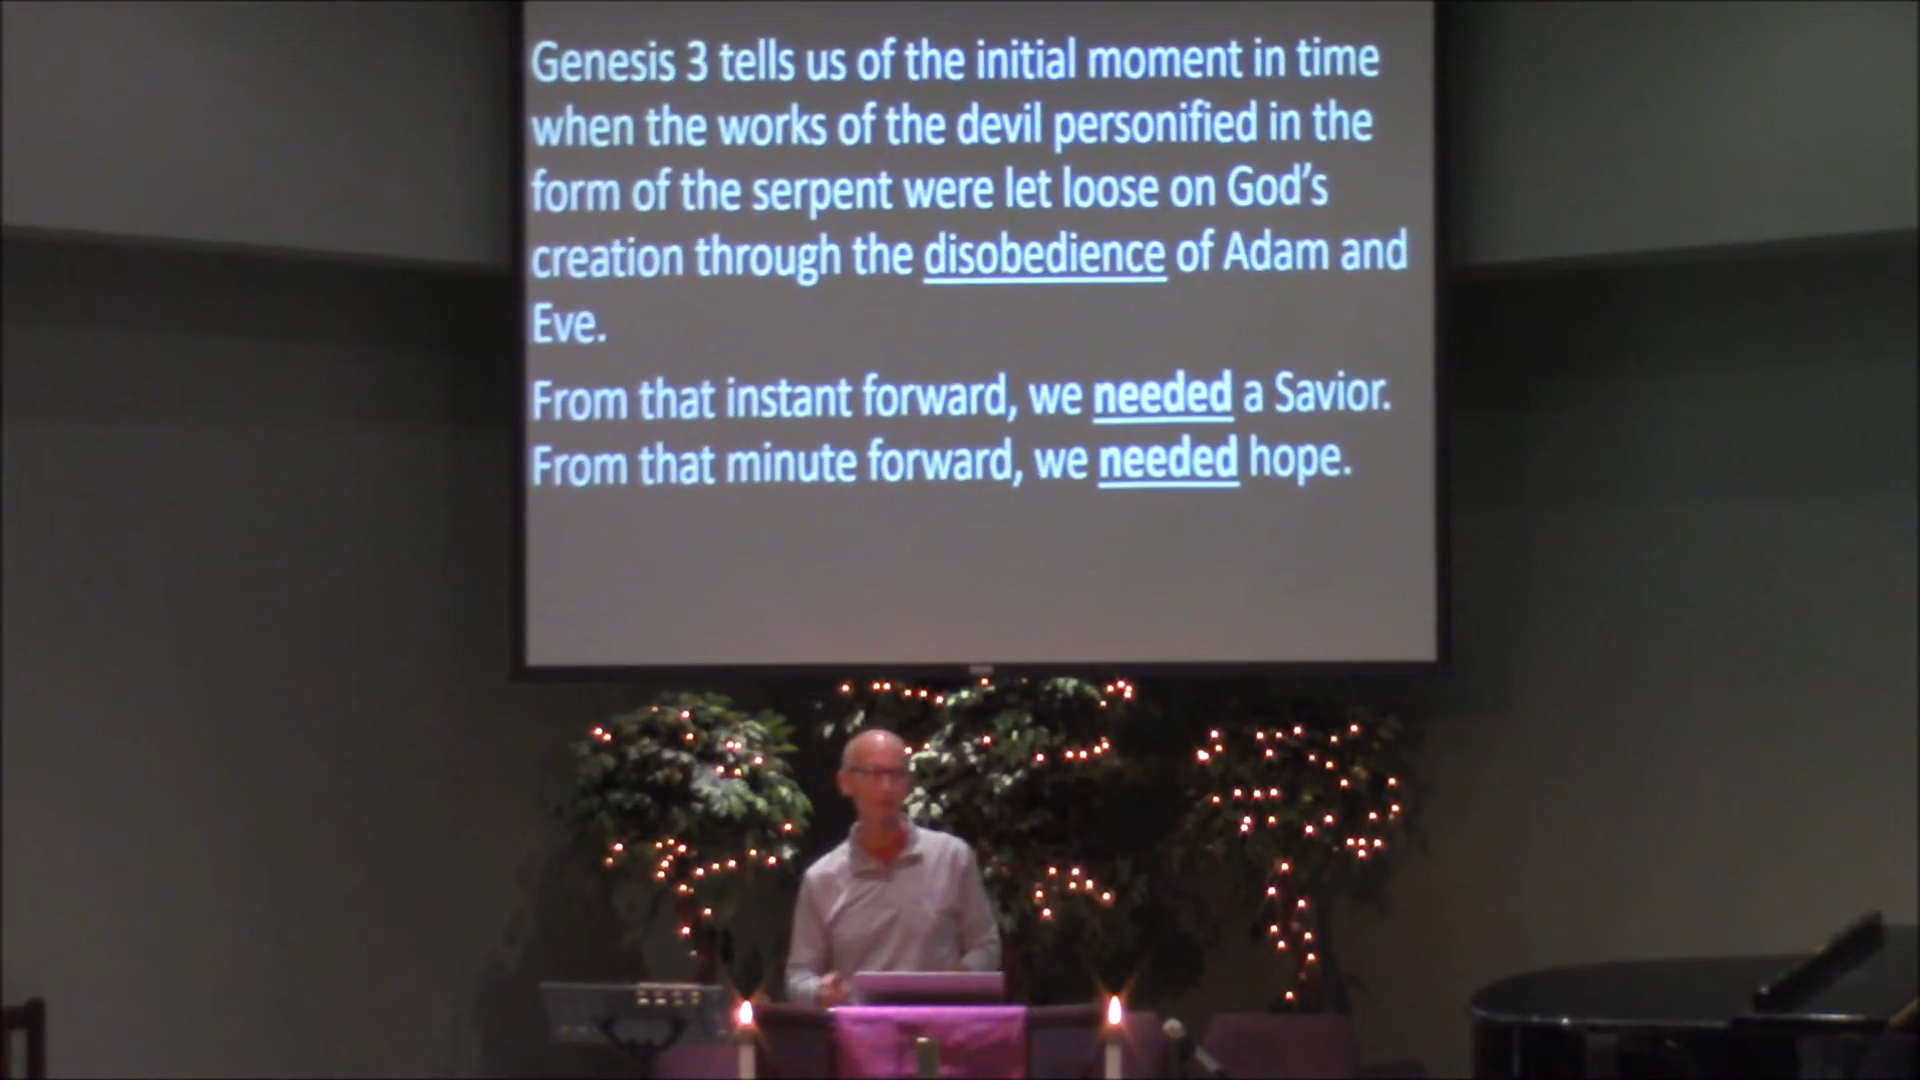 Genesis 3 tells us of the initial moment in time
when the works of the devil personified in the
form of the serpent were let loose on God’s
creation through the disobedience of Adam and
Eve.
From that instant forward, we needed a Savior.
From that minute forward, we needed hope.